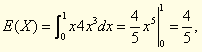 E(X) = ∫₀¹ x4x³dx = 4/5 x⁵|₀¹ = 4/5,